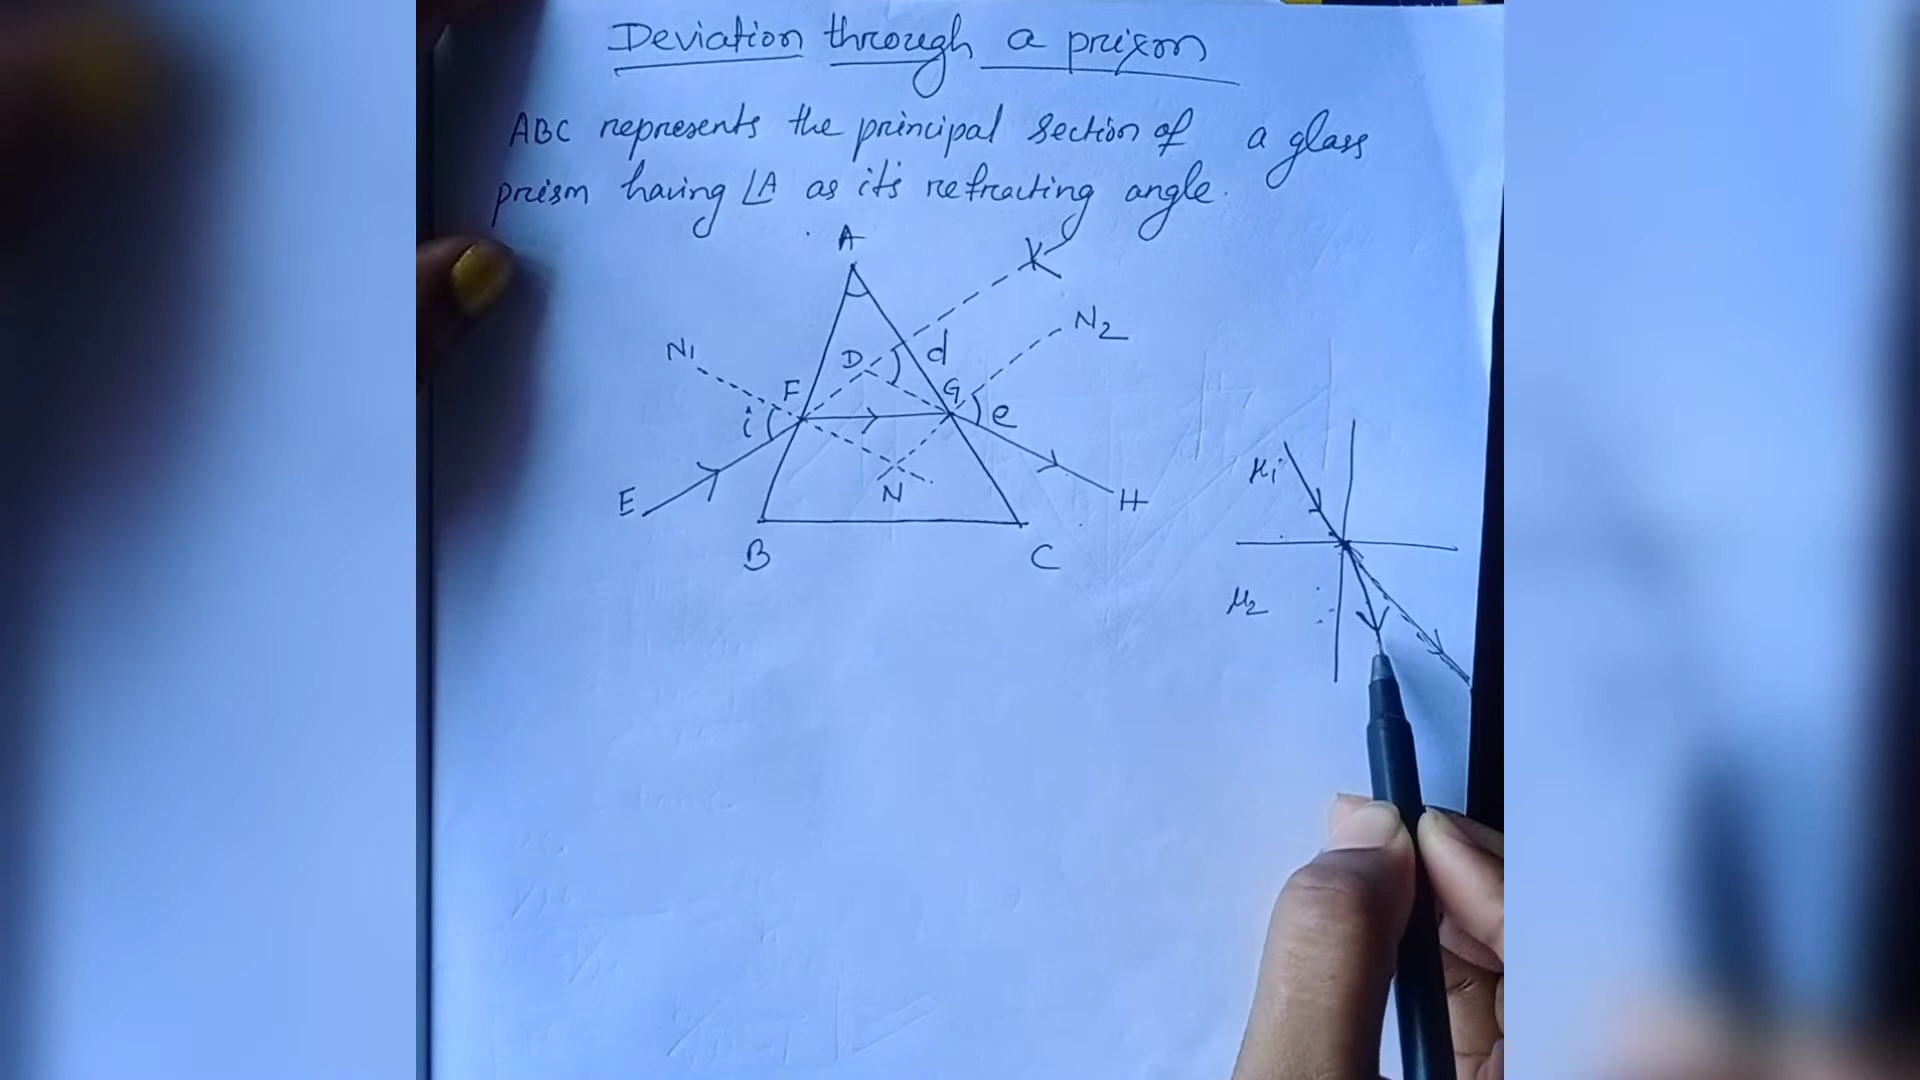 Deviation through a prism
ABC represents the principal section of a glass
prism having ∠A as its refracting angle.
A
K
N1
N2
D
d
F
G
i
e
E
N
H
B
C
μ1
μ2